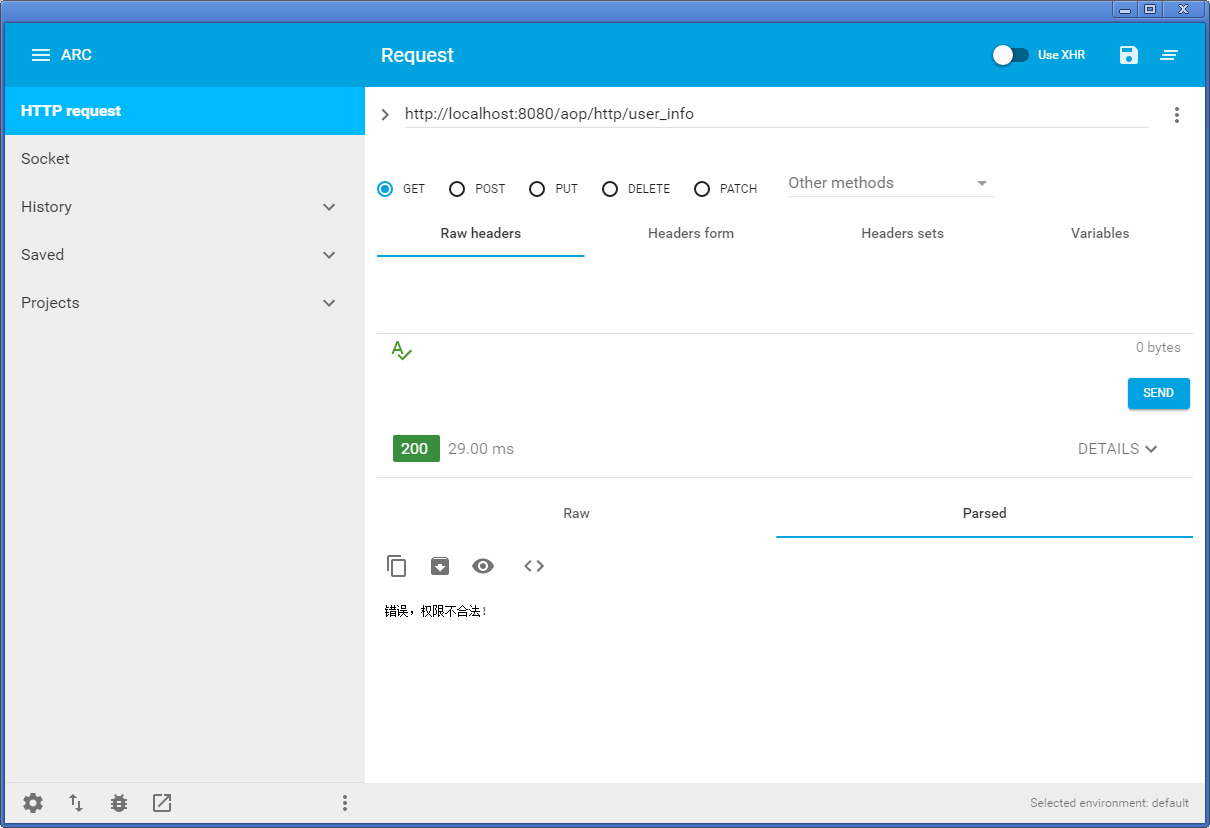 ARC
Request
Use XHR
HTTP request
Socket
History
Saved
Projects
http://localhost:8080/aop/http/user_info
GET POST PUT DELETE PATCH Other methods
Raw headers Headers form Headers sets Variables
0 bytes
SEND
200 29.00 ms DETAILS
Raw Parsed
错误，权限不合法！
Selected environment: default